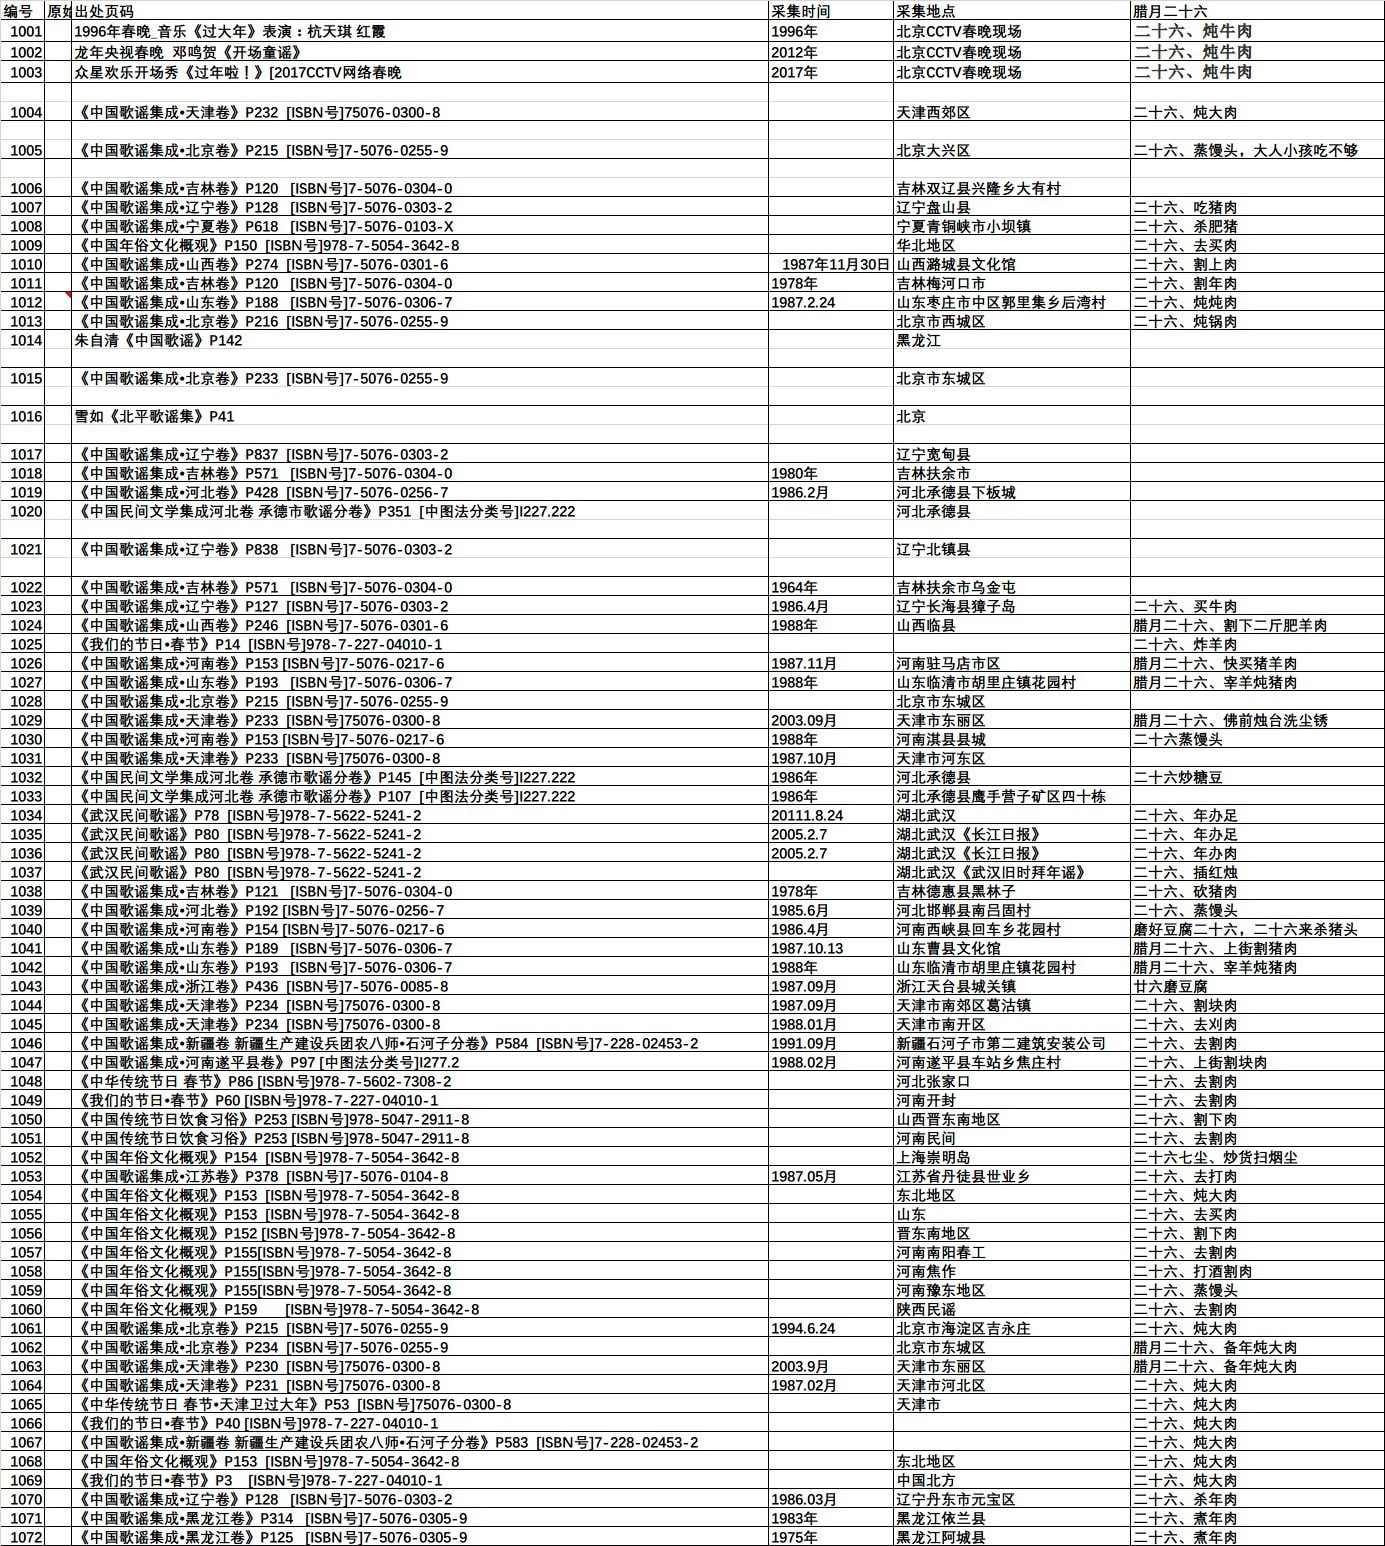 编号 原始 出处页码 采集时间 采集地点 腊月二十六
1001 1996年春晚_音乐《过大年》表演：杭天琪 红霞 1996年 北京CCTV春晚现场 二十六、炖牛肉
1002 龙年央视春晚 邓鸣贺《开场童谣》 2012年 北京CCTV春晚现场 二十六、炖牛肉
1003 众星欢乐开场秀《过年啦！》[2017CCTV网络春晚 2017年 北京CCTV春晚现场 二十六、炖牛肉
1004 《中国歌谣集成•天津卷》P232 [ISBN号]75076-0300-8 天津西郊区 二十六、炖大肉
1005 《中国歌谣集成•北京卷》P215 [ISBN号]7-5076-0255-9 北京大兴区 二十六、蒸馒头，大人小孩吃不够
1006 《中国歌谣集成•吉林卷》P120 [ISBN号]7-5076-0304-0 吉林双辽县兴隆乡大有村
1007 《中国歌谣集成•辽宁卷》P128 [ISBN号]7-5076-0303-2 辽宁盘山县 二十六、吃猪肉
1008 《中国歌谣集成•宁夏卷》P618 [ISBN号]7-5076-0103-X 宁夏青铜峡市小坝镇 二十六、杀肥猪
1009 《中国年俗文化概观》P150 [ISBN号]978-7-5054-3642-8 华北地区 二十六、去买肉
1010 《中国歌谣集成•山西卷》P274 [ISBN号]7-5076-0301-6 1987年11月30日 山西潞城县文化馆 二十六、割上肉
1011 《中国歌谣集成•吉林卷》P120 [ISBN号]7-5076-0304-0 1978年 吉林梅河口市 二十六、割年肉
1012 《中国歌谣集成•山东卷》P188 [ISBN号]7-5076-0306-7 1987.2.24 山东枣庄市中区郭里集乡后湾村 二十六、炖炖肉
1013 《中国歌谣集成•北京卷》P216 [ISBN号]7-5076-0255-9 北京市西城区 二十六、炖锅肉
1014 朱自清《中国歌谣》P142 黑龙江
1015 《中国歌谣集成•北京卷》P233 [ISBN号]7-5076-0255-9 北京市东城区
1016 雪如《北平歌谣集》P41 北京
1017 《中国歌谣集成•辽宁卷》P837 [ISBN号]7-5076-0303-2 辽宁宽甸县
1018 《中国歌谣集成•吉林卷》P571 [ISBN号]7-5076-0304-0 1980年 吉林扶余市
1019 《中国歌谣集成•河北卷》P428 [ISBN号]7-5076-0256-7 1986.2月 河北承德县下板城
1020 《中国民间文学集成河北卷 承德市歌谣分卷》P351 [中图法分类号]I227.222 河北承德县
1021 《中国歌谣集成•辽宁卷》P838 [ISBN号]7-5076-0303-2 辽宁北镇县
1022 《中国歌谣集成•吉林卷》P571 [ISBN号]7-5076-0304-0 1964年 吉林扶余市乌金屯
1023 《中国歌谣集成•辽宁卷》P127 [ISBN号]7-5076-0303-2 1986.4月 辽宁长海县獐子岛 二十六、买牛肉
1024 《中国歌谣集成•山西卷》P246 [ISBN号]7-5076-0301-6 1988年 山西临县 腊月二十六、割下二斤肥羊肉
1025 《我们的节日•春节》P14 [ISBN号]978-7-227-04010-1 二十六、炸羊肉
1026 《中国歌谣集成•河南卷》P153 [ISBN号]7-5076-0217-6 1987.11月 河南驻马店市区 腊月二十六、快买猪羊肉
1027 《中国歌谣集成•山东卷》P193 [ISBN号]7-5076-0306-7 1988年 山东临清市胡里庄镇花园村 腊月二十六、宰羊炖猪肉
1028 《中国歌谣集成•北京卷》P215 [ISBN号]7-5076-0255-9 北京市东城区
1029 《中国歌谣集成•天津卷》P233 [ISBN号]75076-0300-8 2003.09月 天津市东丽区 腊月二十六、佛前烛台洗尘锈
1030 《中国歌谣集成•河南卷》P153 [ISBN号]7-5076-0217-6 1988年 河南淇县县城 二十六蒸馒头
1031 《中国歌谣集成•天津卷》P233 [ISBN号]75076-0300-8 1987.10月 天津市河东区
1032 《中国民间文学集成河北卷 承德市歌谣分卷》P145 [中图法分类号]I227.222 1986年 河北承德县 二十六炒糖豆
1033 《中国民间文学集成河北卷 承德市歌谣分卷》P107 [中图法分类号]I227.222 1986年 河北承德县鹰手营子矿区四十栋
1034 《武汉民间歌谣》P78 [ISBN号]978-7-5622-5241-2 20111.8.24 湖北武汉 二十六、年办足
1035 《武汉民间歌谣》P80 [ISBN号]978-7-5622-5241-2 2005.2.7 湖北武汉《长江日报》 二十六、年办足
1036 《武汉民间歌谣》P80 [ISBN号]978-7-5622-5241-2 2005.2.7 湖北武汉《长江日报》 二十六、年办肉
1037 《武汉民间歌谣》P80 [ISBN号]978-7-5622-5241-2 湖北武汉《武汉旧时拜年谣》 二十六、插红烛
1038 《中国歌谣集成•吉林卷》P121 [ISBN号]7-5076-0304-0 1978年 吉林德惠县黑林子 二十六、砍猪肉
1039 《中国歌谣集成•河北卷》P192 [ISBN号]7-5076-0256-7 1985.6月 河北邯郸县南吕固村 二十六、蒸馒头
1040 《中国歌谣集成•河南卷》P154 [ISBN号]7-5076-0217-6 1986.4月 河南西峡县回车乡花园村 磨好豆腐二十六，二十六来杀猪头
1041 《中国歌谣集成•山东卷》P189 [ISBN号]7-5076-0306-7 1987.10.13 山东曹县文化馆 腊月二十六、上街割猪肉
1042 《中国歌谣集成•山东卷》P193 [ISBN号]7-5076-0306-7 1988年 山东临清市胡里庄镇花园村 腊月二十六、宰羊炖猪肉
1043 《中国歌谣集成•浙江卷》P436 [ISBN号]7-5076-0085-8 1987.09月 浙江天台县城关镇 廿六磨豆腐
1044 《中国歌谣集成•天津卷》P234 [ISBN号]75076-0300-8 1987.09月 天津市南郊区葛沽镇 二十六、割块肉
1045 《中国歌谣集成•天津卷》P234 [ISBN号]75076-0300-8 1988.01月 天津市南开区 二十六、去刈肉
1046 《中国歌谣集成•新疆卷 新疆生产建设兵团农八师•石河子分卷》P584 [ISBN号]7-228-02453-2 1991.09月 新疆石河子市第二建筑安装公司 二十六、去割肉
1047 《中国歌谣集成•河南遂平县卷》P97 [中图法分类号]I277.2 1988.02月 河南遂平县车站乡焦庄村 二十六、上街割块肉
1048 《中华传统节日 春节》P86 [ISBN号]978-7-5602-7308-2 河北张家口 二十六、去割肉
1049 《我们的节日•春节》P60 [ISBN号]978-7-227-04010-1 河南开封 二十六、去割肉
1050 《中国传统节日饮食习俗》P253 [ISBN号]978-5047-2911-8 山西晋东南地区 二十六、割下肉
1051 《中国传统节日饮食习俗》P253 [ISBN号]978-5047-2911-8 河南民间 二十六、去割肉
1052 《中国年俗文化概观》P154 [ISBN号]978-7-5054-3642-8 上海崇明岛 二十六七尘、炒货扫烟尘
1053 《中国歌谣集成•江苏卷》P378 [ISBN号]7-5076-0104-8 1987.05月 江苏省丹徒县世业乡 二十六、去打肉
1054 《中国年俗文化概观》P153 [ISBN号]978-7-5054-3642-8 东北地区 二十六、炖大肉
1055 《中国年俗文化概观》P153 [ISBN号]978-7-5054-3642-8 山东 二十六、去买肉
1056 《中国年俗文化概观》P152 [ISBN号]978-7-5054-3642-8 晋东南地区 二十六、割下肉
1057 《中国年俗文化概观》P155[ISBN号]978-7-5054-3642-8 河南南阳春工 二十六、去割肉
1058 《中国年俗文化概观》P155[ISBN号]978-7-5054-3642-8 河南焦作 二十六、打酒割肉
1059 《中国年俗文化概观》P155[ISBN号]978-7-5054-3642-8 河南豫东地区 二十六、蒸馒头
1060 《中国年俗文化概观》P159 [ISBN号]978-7-5054-3642-8 陕西民谣 二十六、去割肉
1061 《中国歌谣集成•北京卷》P215 [ISBN号]7-5076-0255-9 1994.6.24 北京市海淀区吉永庄 二十六、炖大肉
1062 《中国歌谣集成•北京卷》P234 [ISBN号]7-5076-0255-9 北京市东城区 腊月二十六、备年炖大肉
1063 《中国歌谣集成•天津卷》P230 [ISBN号]75076-0300-8 2003.9月 天津市东丽区 腊月二十六、备年炖大肉
1064 《中国歌谣集成•天津卷》P231 [ISBN号]75076-0300-8 1987.02月 天津市河北区 二十六、炖大肉
1065 《中华传统节日 春节•天津卫过大年》P53 [ISBN号]75076-0300-8 天津市 二十六、炖大肉
1066 《我们的节日•春节》P40 [ISBN号]978-7-227-04010-1 二十六、炖大肉
1067 《中国歌谣集成•新疆卷 新疆生产建设兵团农八师•石河子分卷》P583 [ISBN号]7-228-02453-2 二十六、炖大肉
1068 《中国年俗文化概观》P153 [ISBN号]978-7-5054-3642-8 东北地区 二十六、炖大肉
1069 《我们的节日•春节》P3 [ISBN号]978-7-227-04010-1 中国北方 二十六、炖大肉
1070 《中国歌谣集成•辽宁卷》P128 [ISBN号]7-5076-0303-2 1986.03月 辽宁丹东市元宝区 二十六、杀年肉
1071 《中国歌谣集成•黑龙江卷》P314 [ISBN号]7-5076-0305-9 1983年 黑龙江依兰县 二十六、煮年肉
1072 《中国歌谣集成•黑龙江卷》P125 [ISBN号]7-5076-0305-9 1975年 黑龙江阿城县 二十六、煮年肉